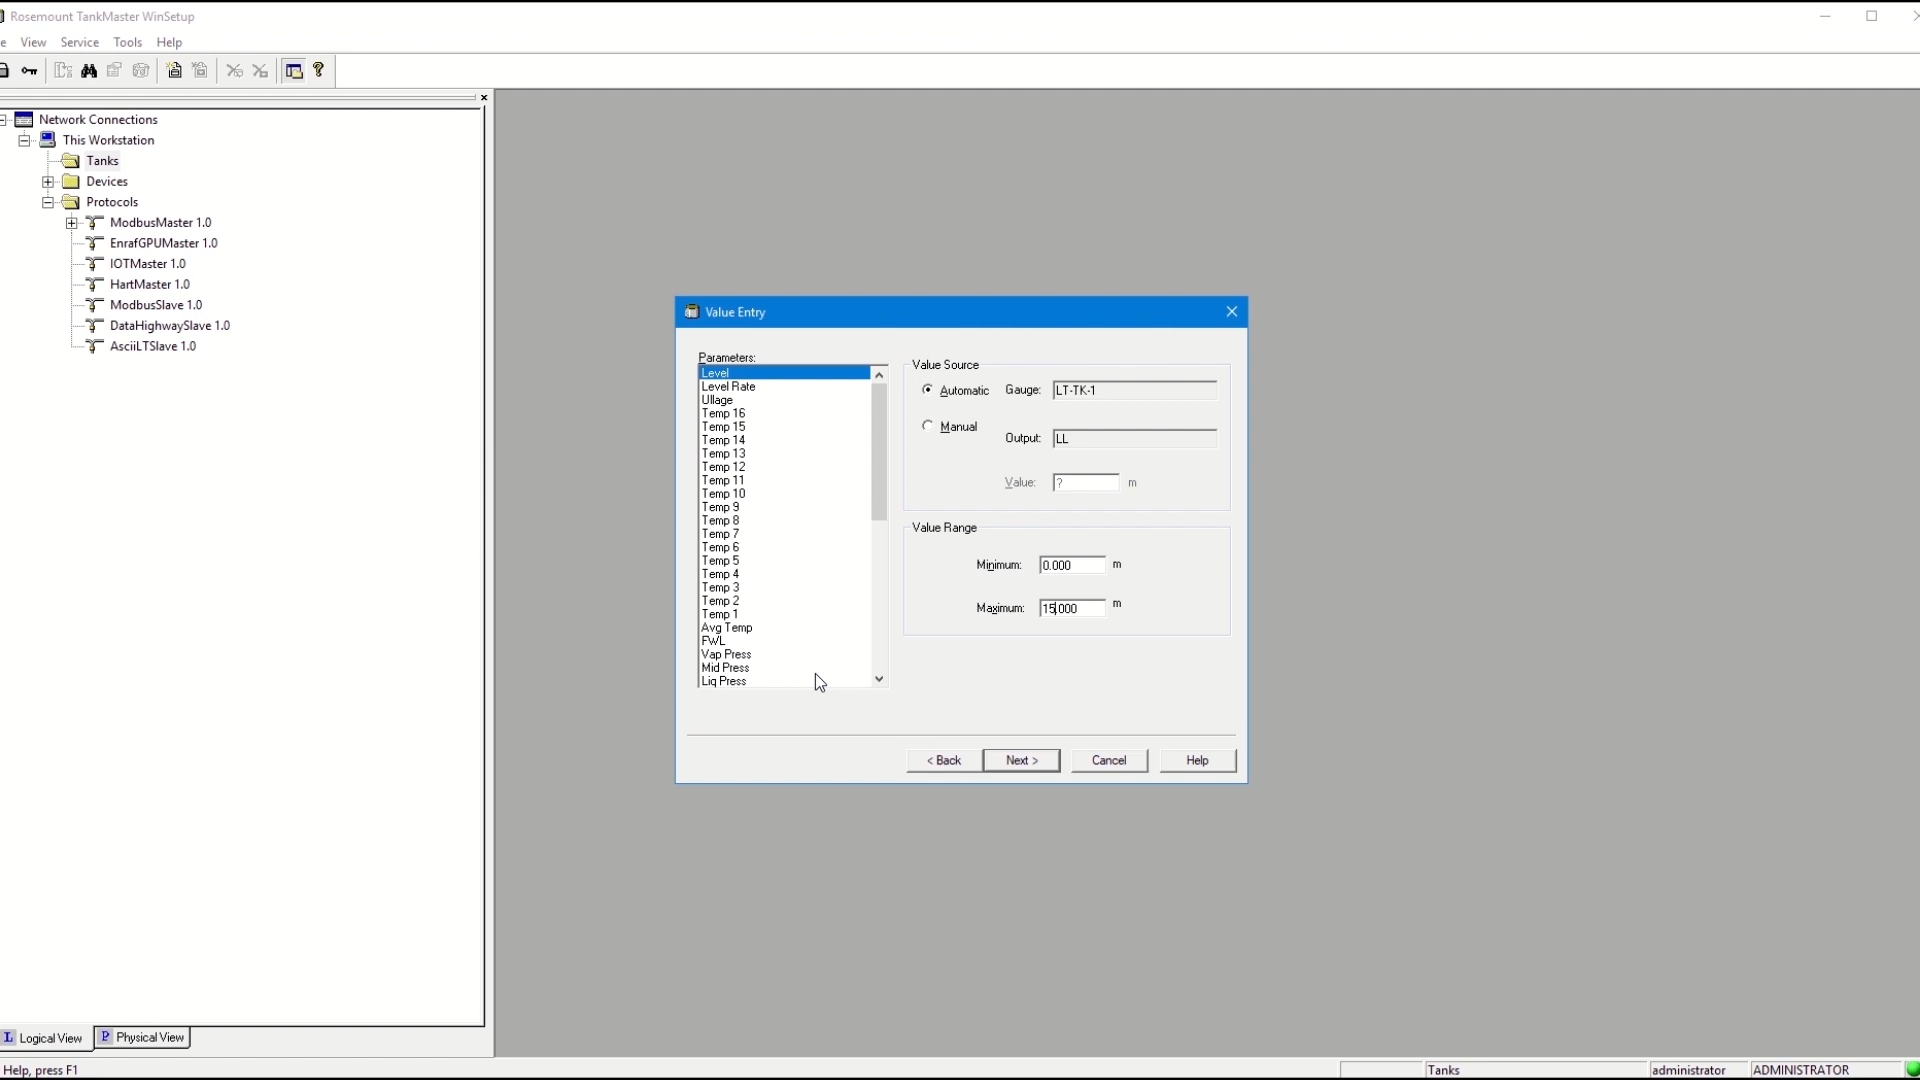 Rosemount TankMaster WinSetup
e View Service Tools Help
Network Connections
This Workstation
Tanks
Devices
Protocols
ModbusMaster 1.0
EnrafGPUMaster 1.0
IOTMaster 1.0
HartMaster 1.0
ModbusSlave 1.0
DataHighwaySlave 1.0
AsciiLTSlave 1.0
Value Entry
Parameters:
Level
Level Rate
Ullage
Temp 16
Temp 15
Temp 14
Temp 13
Temp 12
Temp 11
Temp 10
Temp 9
Temp 8
Temp 7
Temp 6
Temp 5
Temp 4
Temp 3
Temp 2
Temp 1
Avg Temp
FWL
Vap Press
Mid Press
Liq Press
Value Source
Automatic Gauge: LT-TK-1
Manual
Output: LL
Value: ? m
Value Range
Minimum: 0.000 m
Maximum: 15.000 m
< Back Next > Cancel Help
L Logical View P Physical View
Help, press F1 Tanks administrator ADMINISTRATOR